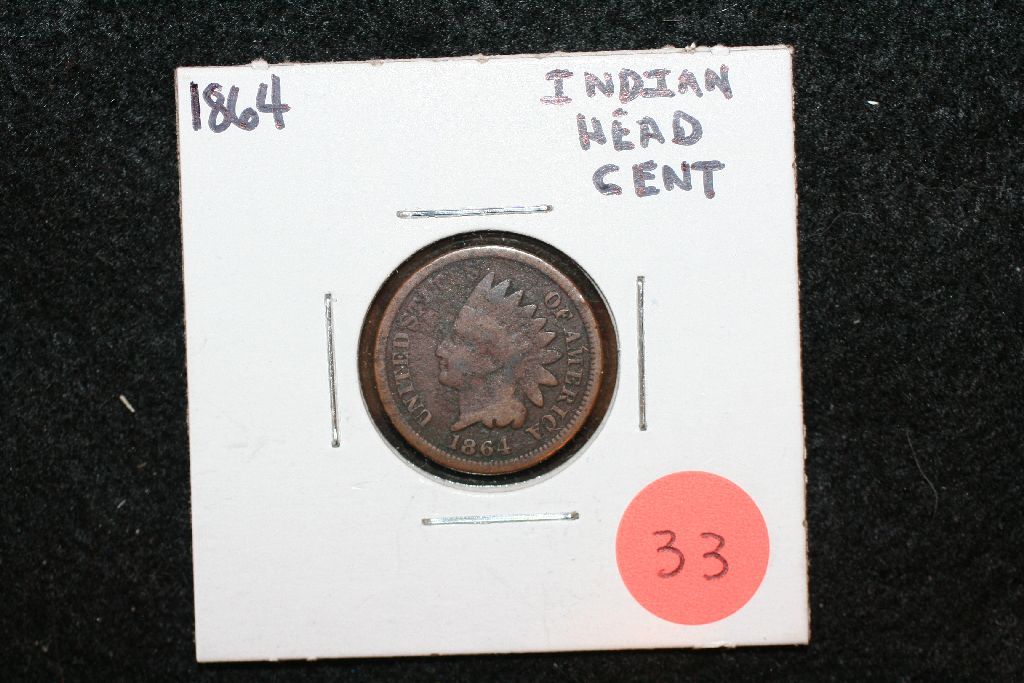 1864
INDIAN
HEAD
CENT
UNITED STATES OF AMERICA
1864
33